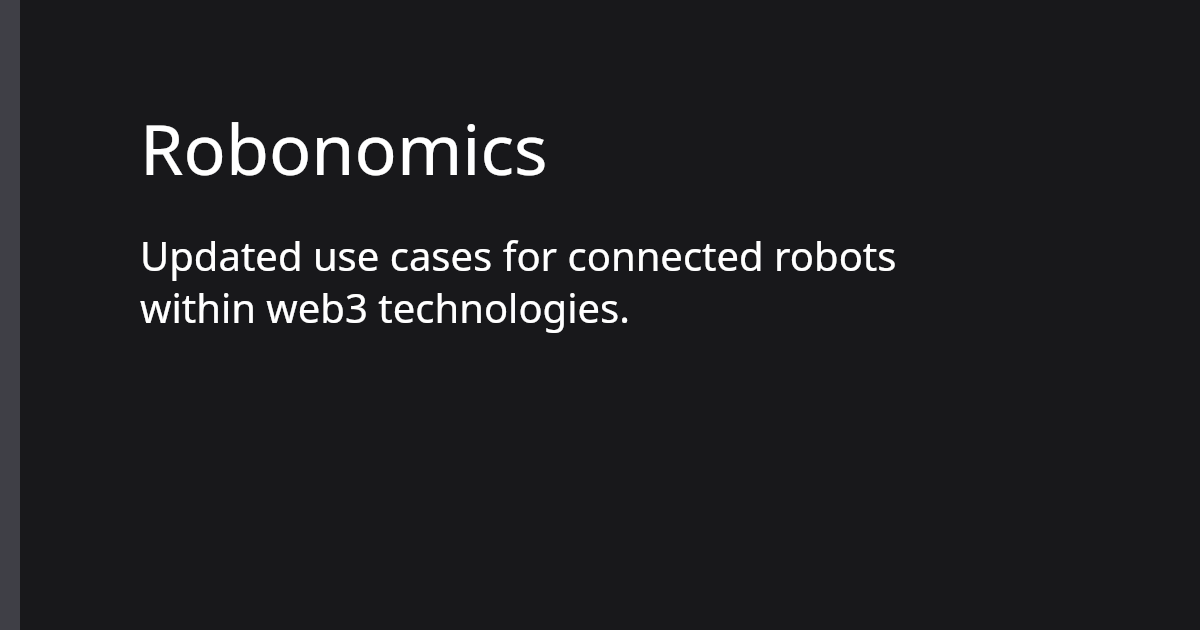 Robonomics
Updated use cases for connected robots
within web3 technologies.